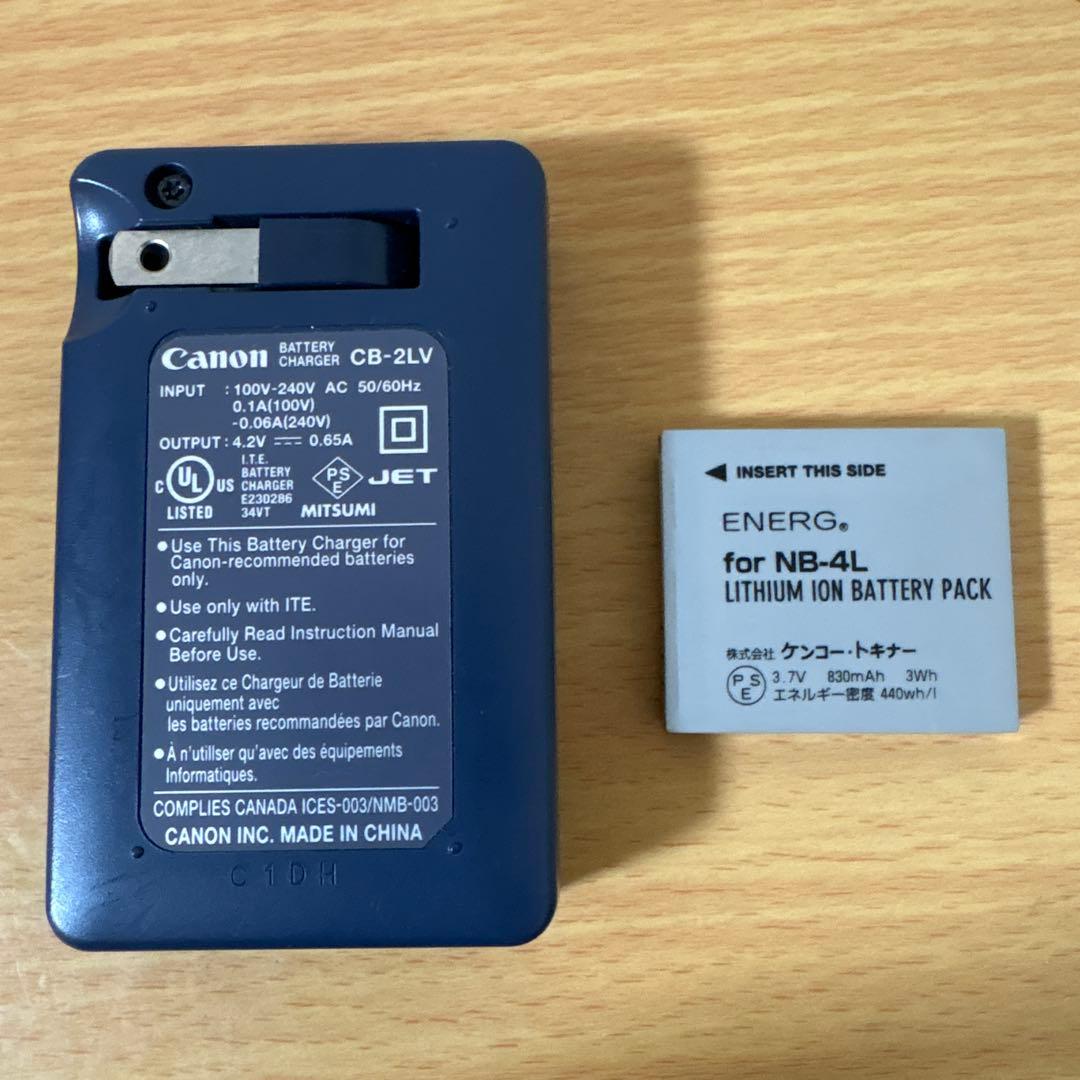 Canon BATTERY CHARGER CB-2LV
INPUT : 100V-240V AC 50/60Hz
0.1A(100V)
-0.06A(240V)
OUTPUT : 4.2V ⎓ 0.65A
C UL US
LISTED
I.T.E.
BATTERY
CHARGER
E230286
34VT
PSE JET
MITSUMI
●Use This Battery Charger for
Canon-recommended batteries
only.
●Use only with ITE.
●Carefully Read Instruction Manual
Before Use.
●Utilisez ce Chargeur de Batterie
uniquement avec
les batteries recommandées par Canon.
●À n'utiliser qu'avec des équipements
Informatiques.
COMPLIES CANADA ICES-003/NMB-003
CANON INC. MADE IN CHINA
C1DH
◀ INSERT THIS SIDE
ENERG®
for NB-4L
LITHIUM ION BATTERY PACK
株式会社 ケンコー・トキナー
PSE 3.7V 830mAh 3Wh
エネルギー密度 440wh/l